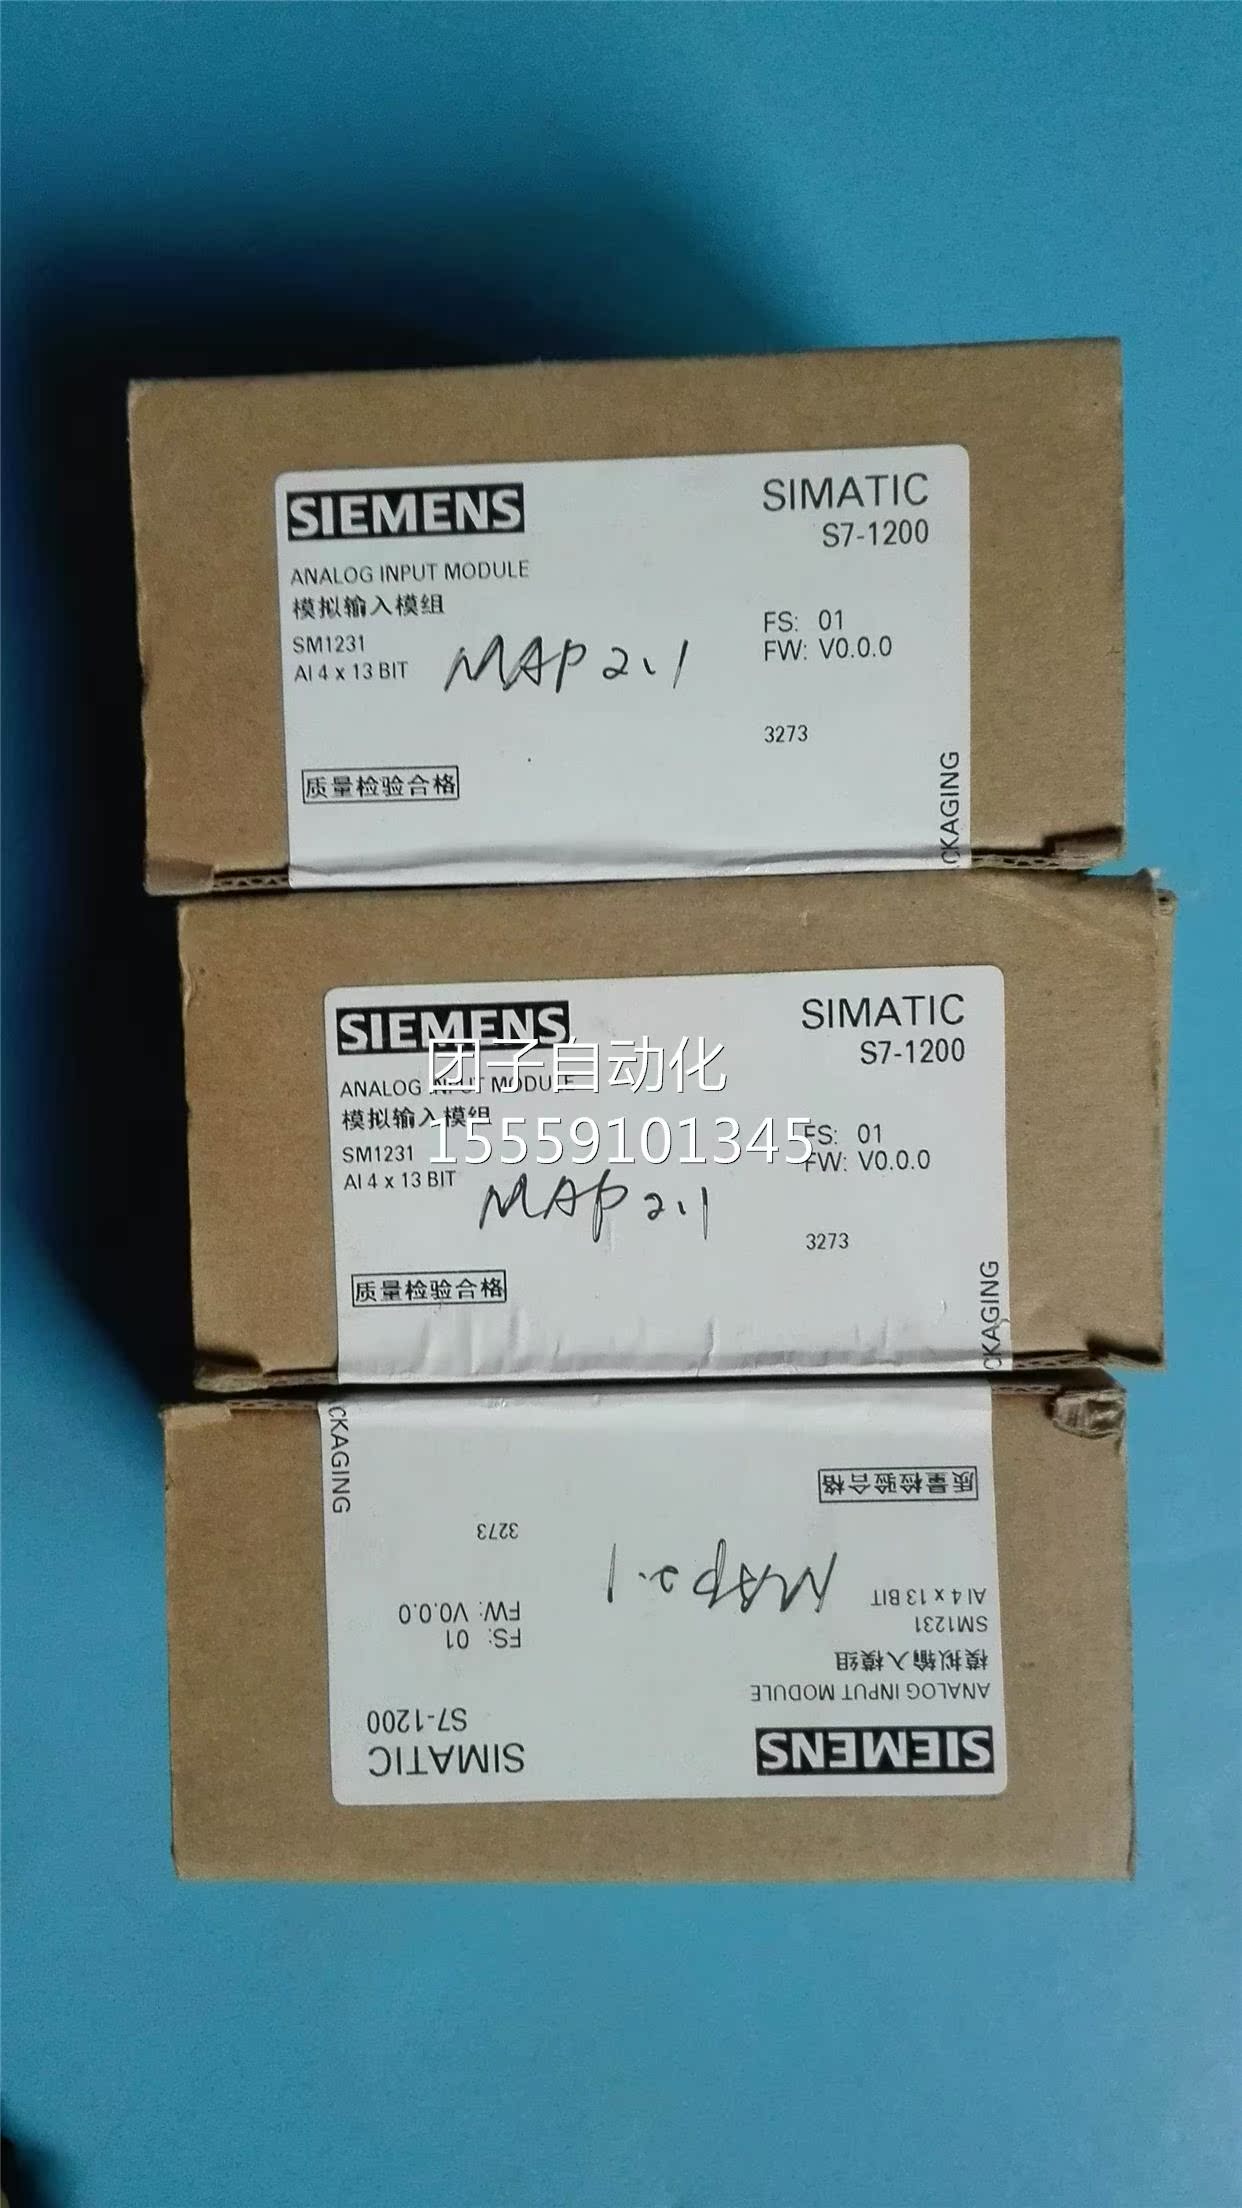 SIEMENS
SIMATIC
S7-1200
ANALOG INPUT MODULE
模拟输入模组
SM1231
AI 4 x 13 BIT
MAP 2.1
FS: 01
FW: V0.0.0
3273
质量检验合格
CKAGING
SIEMENS
SIMATIC
S7-1200
团子自动化
ANALOG INPUT MODULE
模拟输入模组
15559101345
SM1231
AI 4 x 13 BIT
MAP 2.1
FS: 01
FW: V0.0.0
3273
质量检验合格
CKAGING
SIEMENS
SIMATIC
S7-1200
ANALOG INPUT MODULE
模拟输入模组
SM1231
AI 4 x 13 BIT
MAP 2.1
FS: 01
FW: V0.0.0
3273
质量检验合格
CKAGING